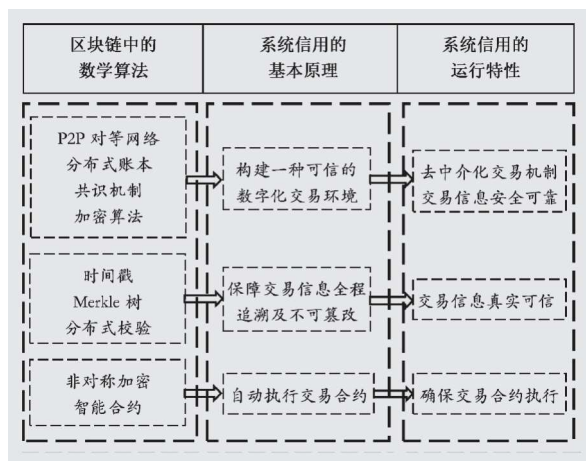 区块链中的
数学算法
系统信用的
基本原理
系统信用的
运行特性
P2P 对等网络
分布式账本
共识机制
加密算法
构建一种可信的
数字化交易环境
去中介化交易机制
交易信息安全可靠
时间戳
Merkle 树
分布式校验
保障交易信息全程
追溯及不可篡改
交易信息真实可信
非对称加密
智能合约
自动执行交易合约
确保交易合约执行